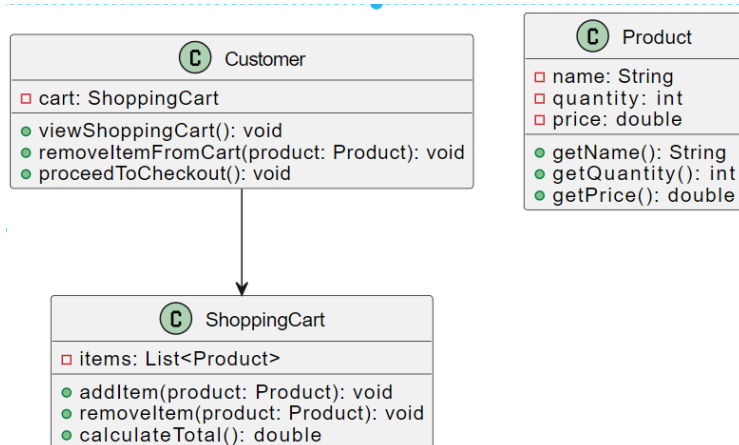 C Customer
cart: ShoppingCart
viewShoppingCart(): void
removeItemFromCart(product: Product): void
proceedToCheckout(): void
C Product
name: String
quantity: int
price: double
getName(): String
getQuantity(): int
getPrice(): double
C ShoppingCart
items: List<Product>
addItem(product: Product): void
removeItem(product: Product): void
calculateTotal(): double